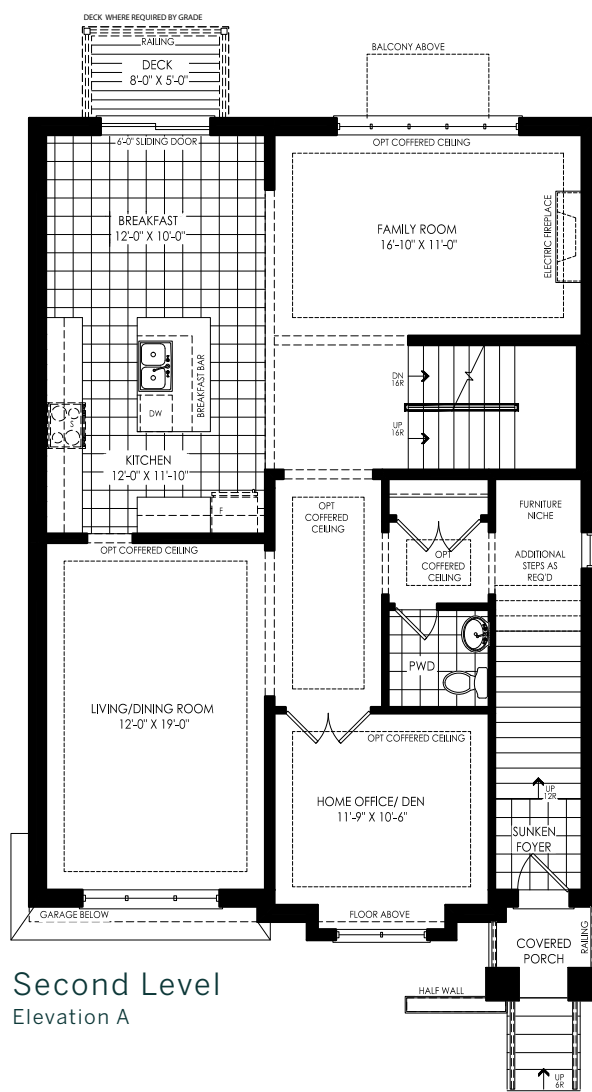 DECK WHERE REQUIRED BY GRADE
RAILING
DECK
8'-0" X 5'-0"
BALCONY ABOVE
6'-0" SLIDING DOOR
OPT COFFERED CEILING
BREAKFAST
12'-0" X 10'-0"
FAMILY ROOM
16'-10" X 11'-0"
ELECTRIC FIREPLACE
BREAKFAST BAR
DW
S
DN
16R
UP
16R
KITCHEN
12'-0" X 11'-10"
F
OPT
COFFERED
CEILING
FURNITURE
NICHE
OPT COFFERED CEILING
OPT
COFFERED
CEILING
ADDITIONAL
STEPS AS
REQ'D
PWD
LIVING/DINING ROOM
12'-0" X 19'-0"
OPT COFFERED CEILING
HOME OFFICE/ DEN
11'-9" X 10'-6"
UP
12R
SUNKEN
FOYER
GARAGE BELOW
FLOOR ABOVE
COVERED
PORCH
RAILING
HALF WALL
UP
6R
Second Level
Elevation A